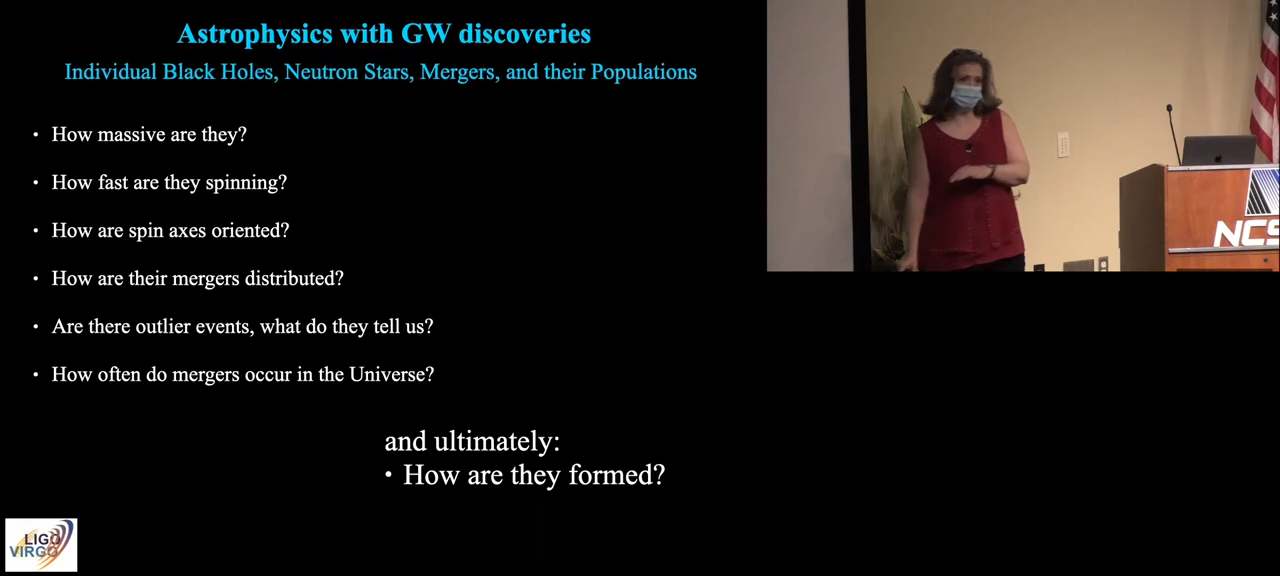 Astrophysics with GW discoveries
Individual Black Holes, Neutron Stars, Mergers, and their Populations
• How massive are they?
• How fast are they spinning?
• How are spin axes oriented?
• How are their mergers distributed?
• Are there outlier events, what do they tell us?
• How often do mergers occur in the Universe?
and ultimately:
• How are they formed?
LIGO
VIRGO
NCS